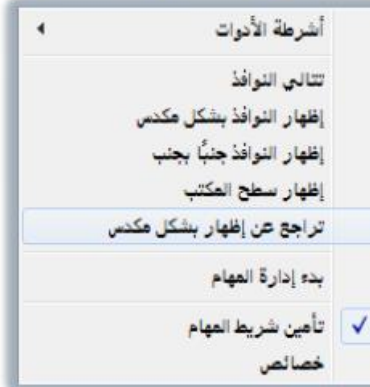 أشرطة الأدوات
تتالي النوافذ
إظهار النوافذ بشكل مكدس
إظهار النوافذ جنبًا بجنب
إظهار سطح المكتب
تراجع عن إظهار بشكل مكدس
بدء إدارة المهام
تأمين شريط المهام
خصائص